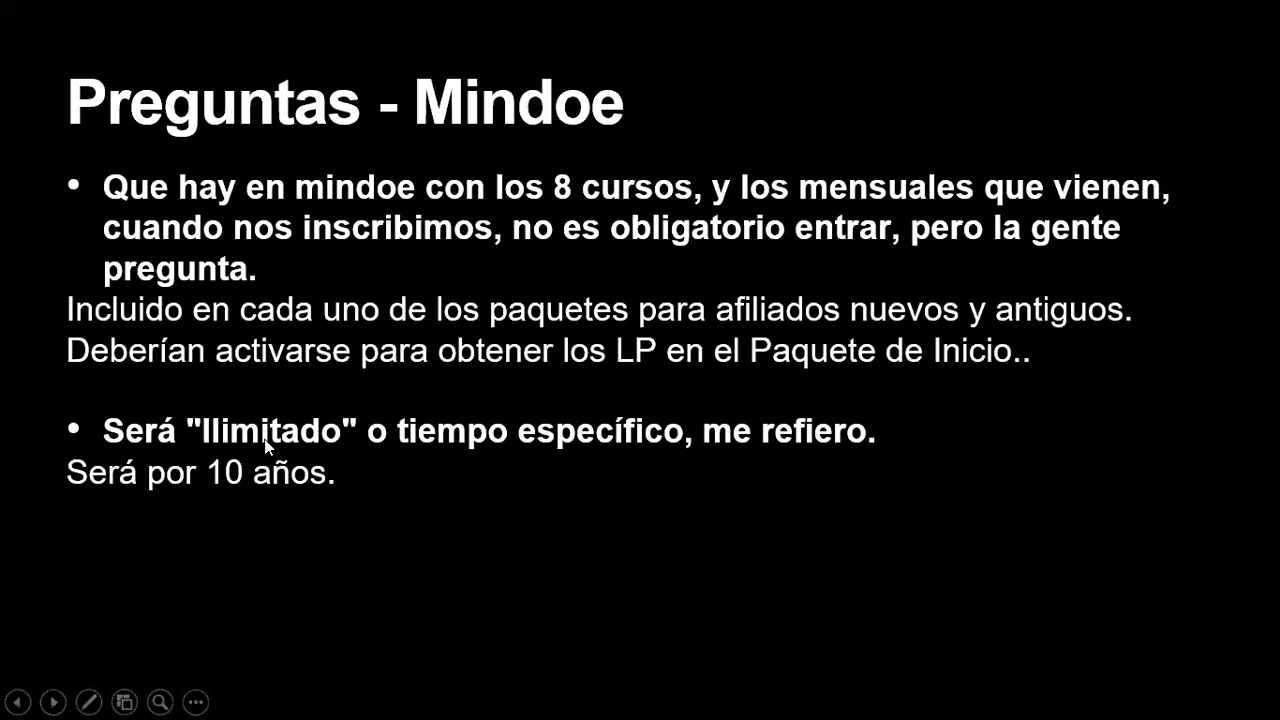 Preguntas - Mindoe
• Que hay en mindoe con los 8 cursos, y los mensuales que vienen,
cuando nos inscribimos, no es obligatorio entrar, pero la gente
pregunta.
Incluido en cada uno de los paquetes para afiliados nuevos y antiguos.
Deberían activarse para obtener los LP en el Paquete de Inicio..
• Será "Ilimitado" o tiempo específico, me refiero.
Será por 10 años.